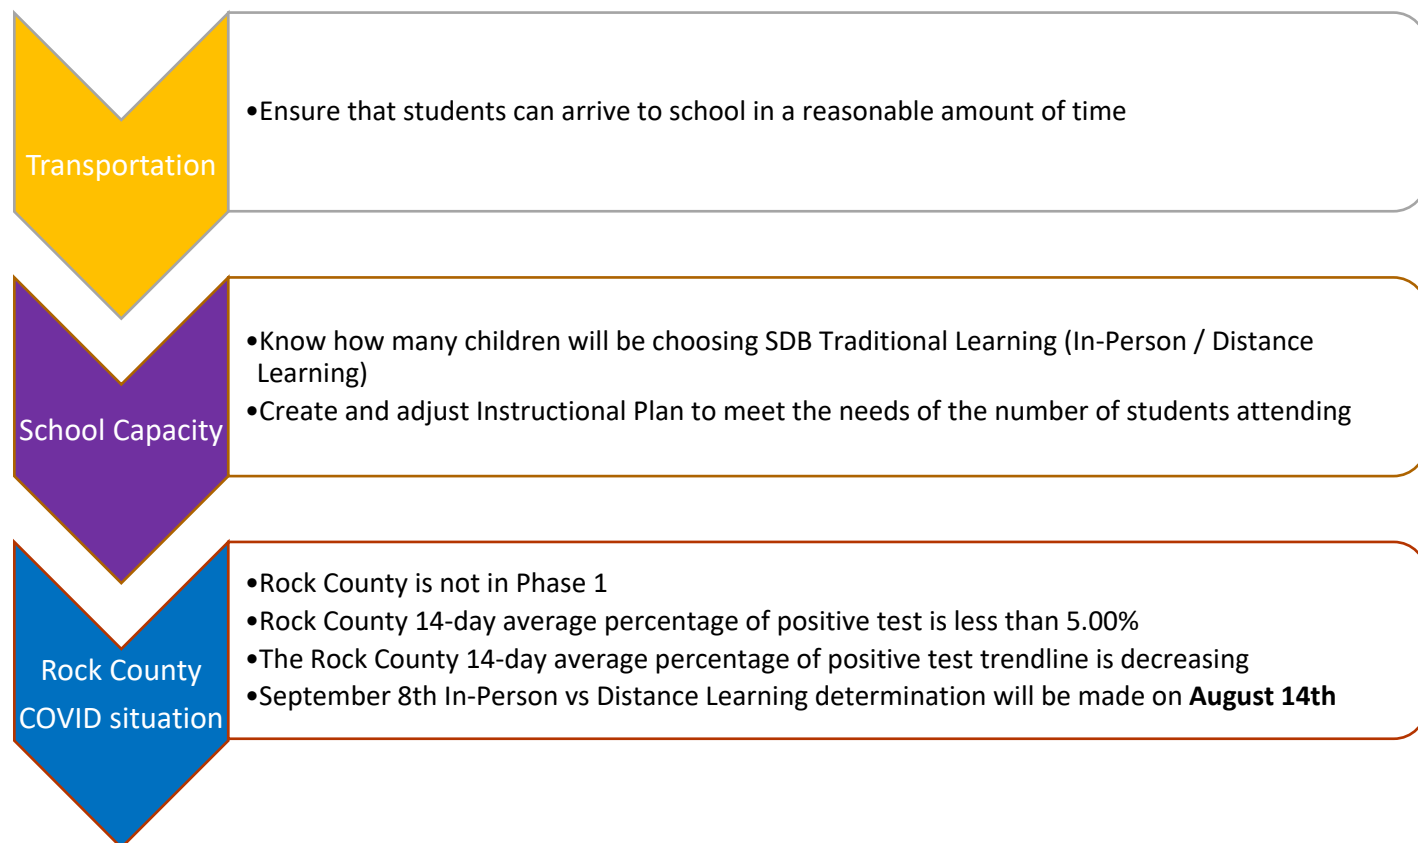 Transportation
•Ensure that students can arrive to school in a reasonable amount of time
School Capacity
•Know how many children will be choosing SDB Traditional Learning (In-Person / Distance
Learning)
•Create and adjust Instructional Plan to meet the needs of the number of students attending
Rock County
COVID situation
•Rock County is not in Phase 1
•Rock County 14-day average percentage of positive test is less than 5.00%
•The Rock County 14-day average percentage of positive test trendline is decreasing
•September 8th In-Person vs Distance Learning determination will be made on August 14th